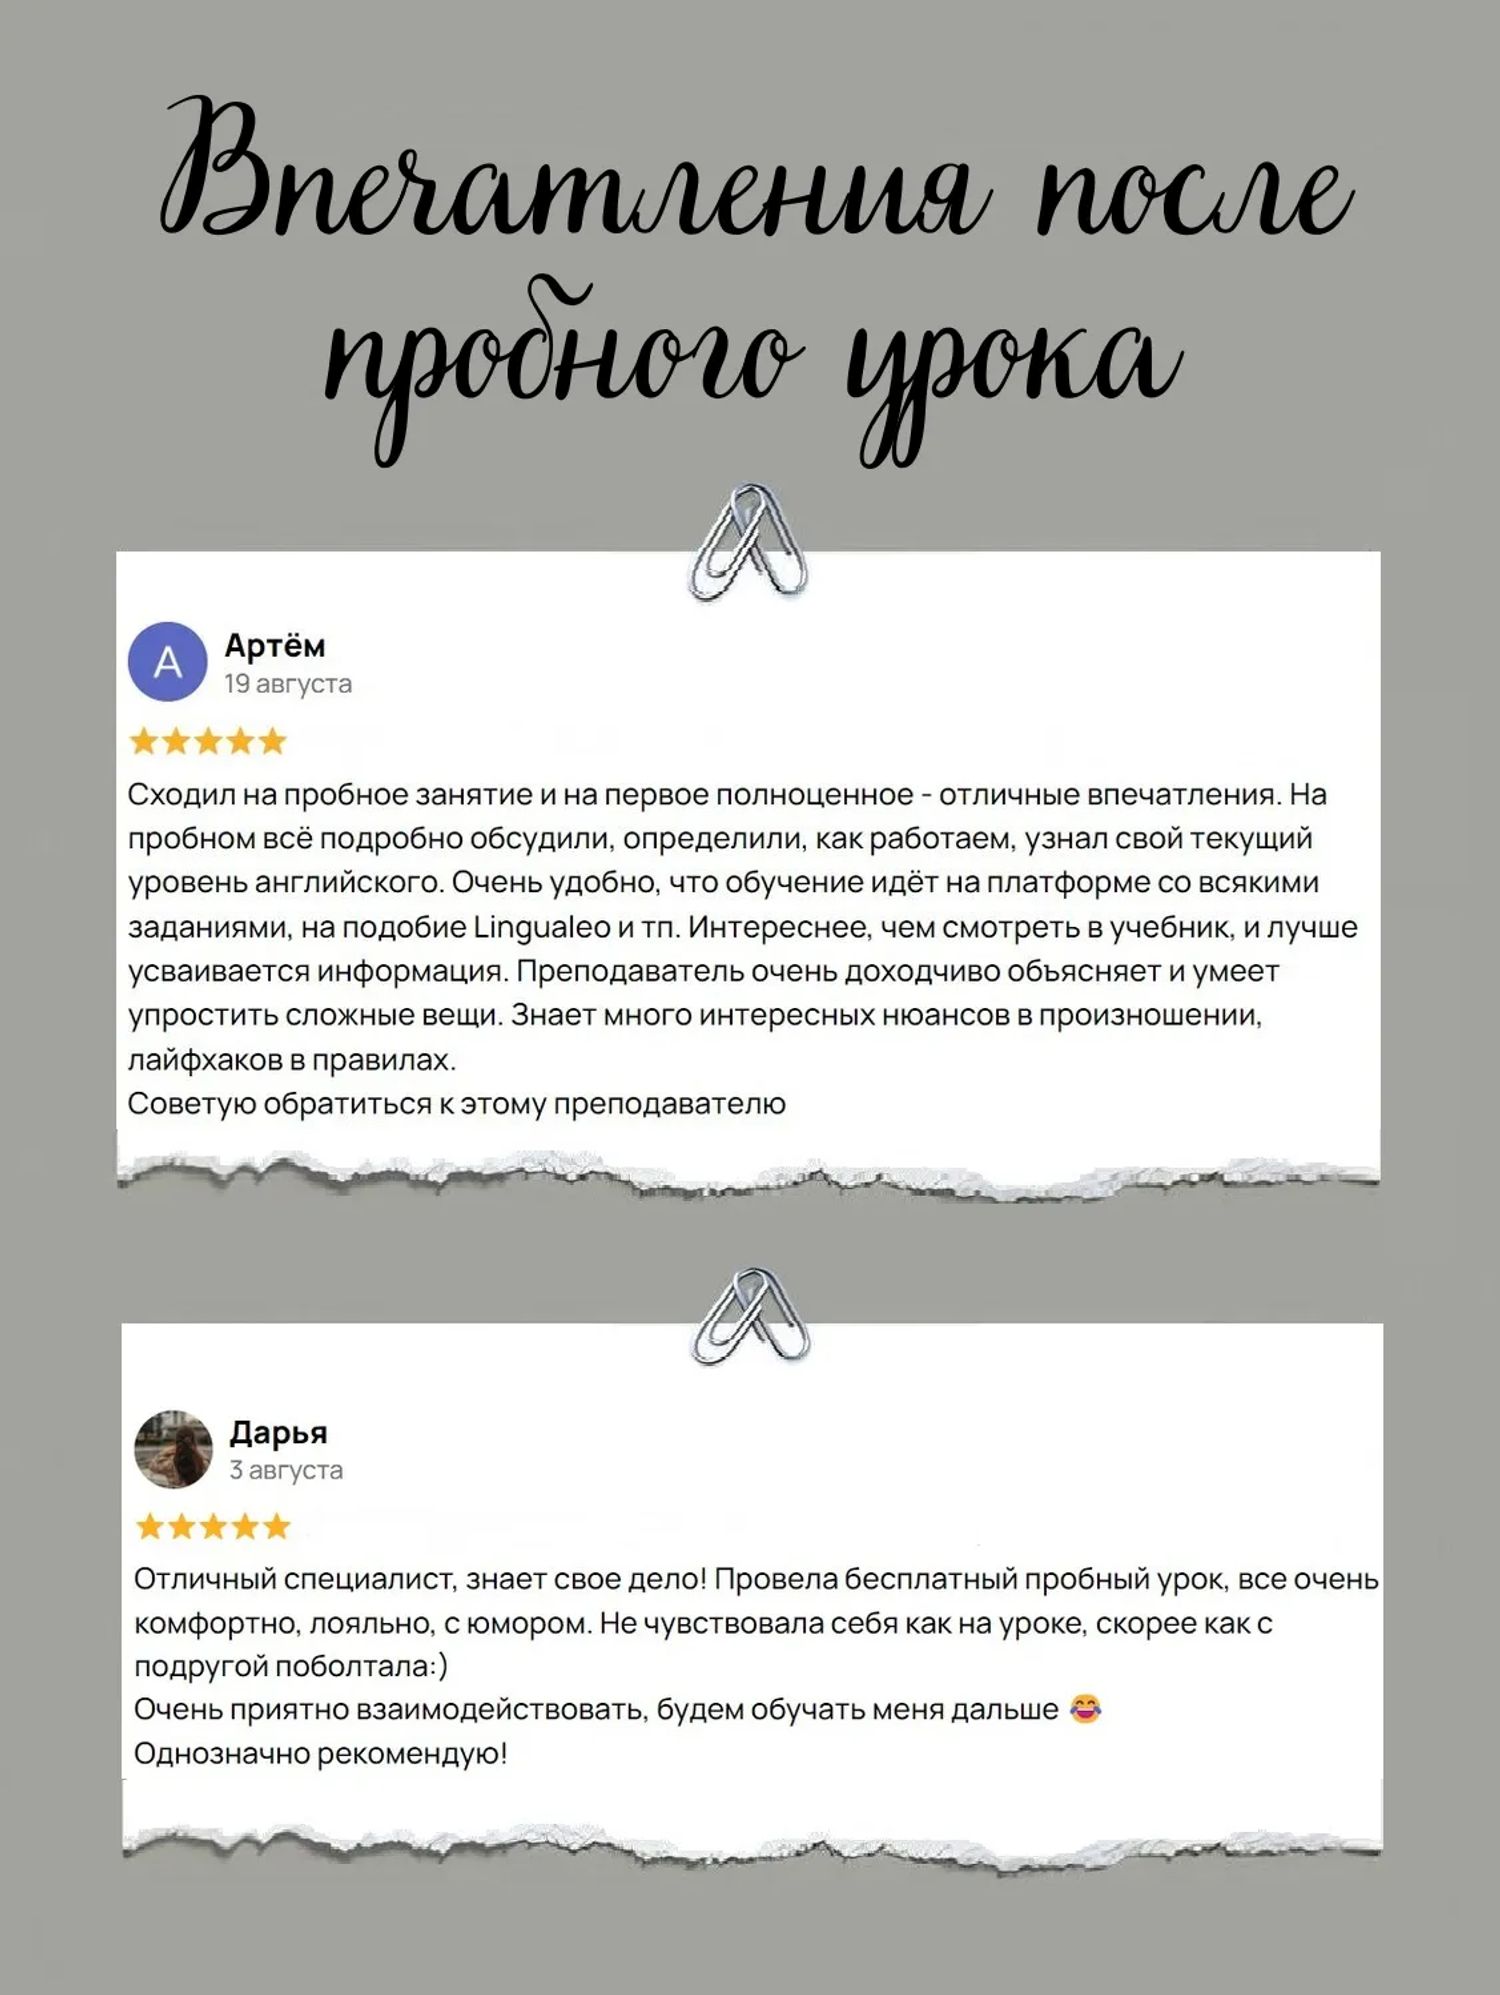 Впечатления после
пробного урока
А
Артём
19 августа
Сходил на пробное занятие и на первое полноценное - отличные впечатления. На
пробном всё подробно обсудили, определили, как работаем, узнал свой текущий
уровень английского. Очень удобно, что обучение идёт на платформе со всякими
заданиями, на подобие Lingualeo и тп. Интереснее, чем смотреть в учебник, и лучше
усваивается информация. Преподаватель очень доходчиво объясняет и умеет
упростить сложные вещи. Знает много интересных нюансов в произношении,
лайфхаков в правилах.
Советую обратиться к этому преподавателю
Дарья
3 августа
Отличный специалист, знает свое дело! Провела бесплатный пробный урок, все очень
комфортно, лояльно, с юмором. Не чувствовала себя как на уроке, скорее как с
подругой поболтала:)
Очень приятно взаимодействовать, будем обучать меня дальше 😂
Однозначно рекомендую!